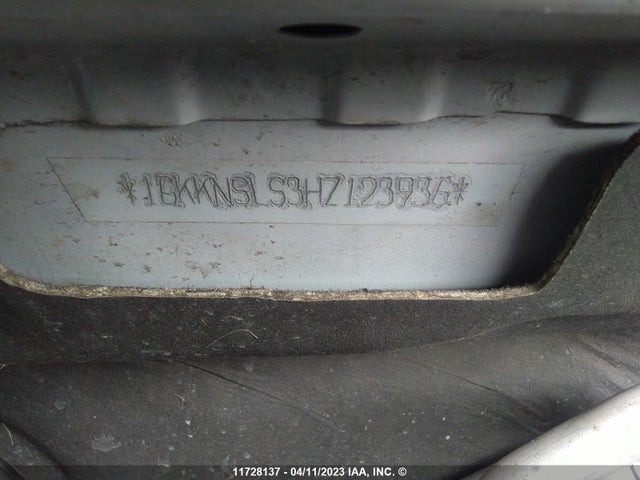 *1GKKNSLS3HZ123936*
11728137 - 04/11/2023 IAA, INC. ©